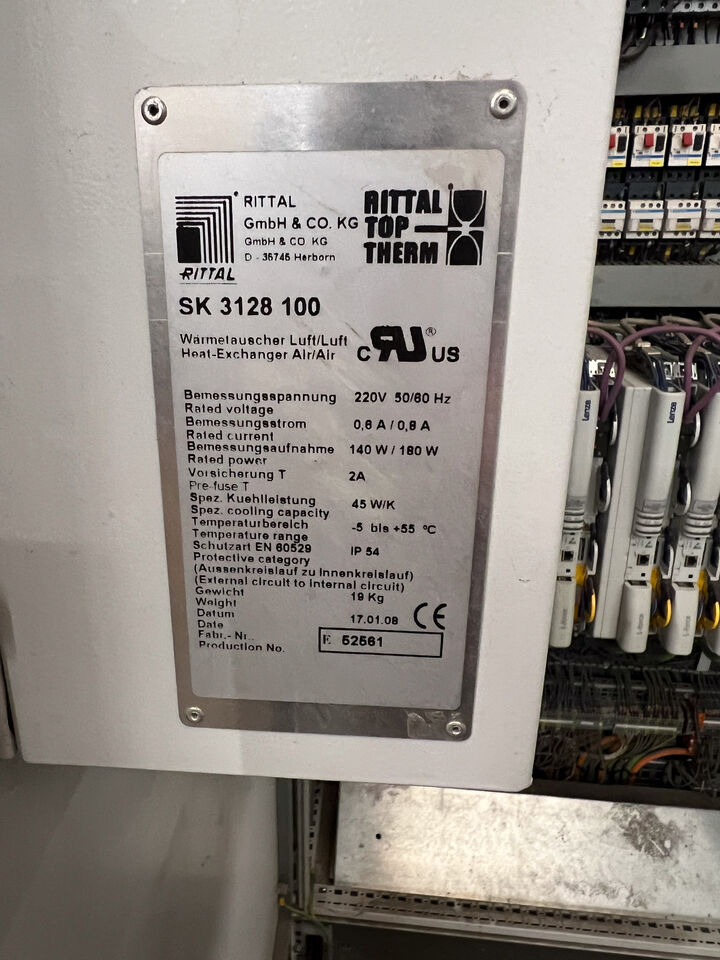 RITTAL
GmbH & CO. KG
GmbH & CO. KG
D - 35745 Herborn
RITTAL
RITTAL
TOP
THERM
SK 3128 100
Wärmetauscher Luft/Luft
Heat-Exchanger Air/Air
C RU ® US
Bemessungsspannung 220V 50/60 Hz
Rated voltage
Bemessungsstrom 0,6 A / 0,8 A
Rated current
Bemessungsaufnahme 140 W / 180 W
Rated power
Vorsicherung T 2A
Pre-fuse T
Spez. Kuehlleistung 45 W/K
Spez. cooling capacity
Temperaturbereich -5 bis +55 °C
Temperature range
Schutzart EN 60529 IP 54
Protective category
(Aussenkreislauf zu Innenkreislauf)
(External circuit to internal circuit)
Gewicht 19 Kg
Weight
Datum 17.01.08 CE
Date
Fabr.- Nr..
Production No. E 52561
Lenze
Lenze